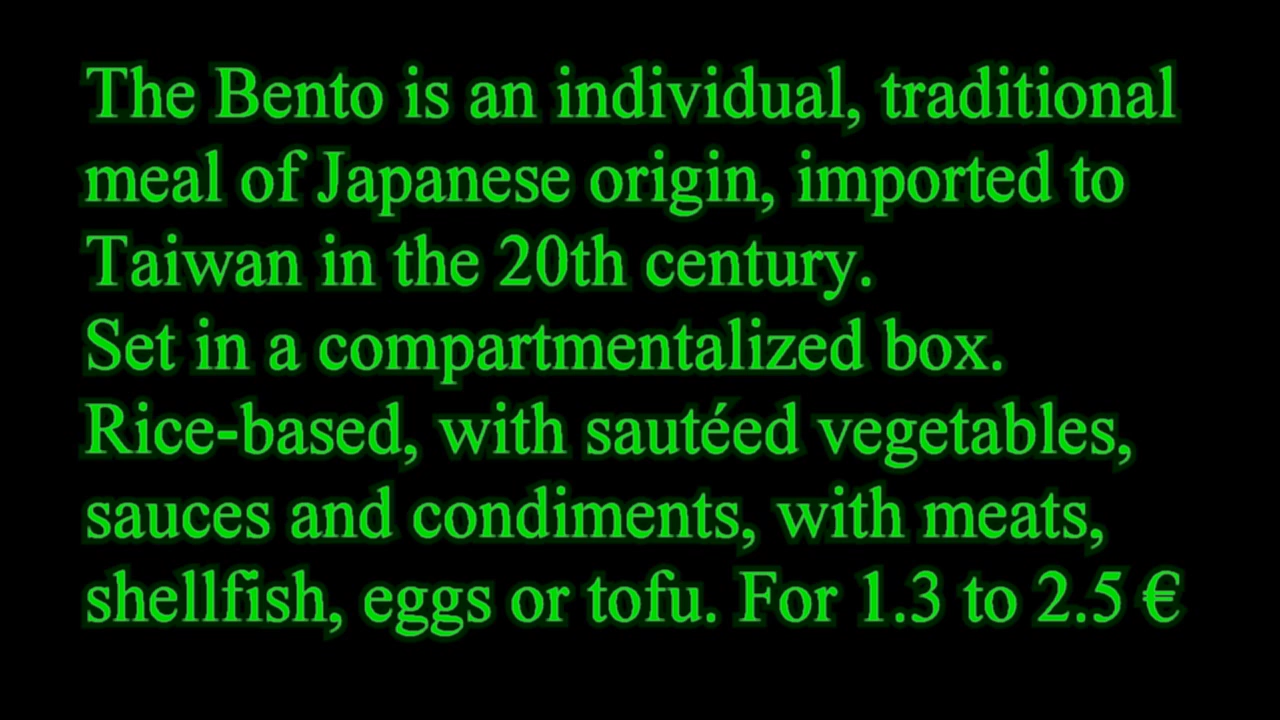 The Bento is an individual, traditional
meal of Japanese origin, imported to
Taiwan in the 20th century.
Set in a compartmentalized box.
Rice-based, with sautéed vegetables,
sauces and condiments, with meats,
shellfish, eggs or tofu. For 1.3 to 2.5 €